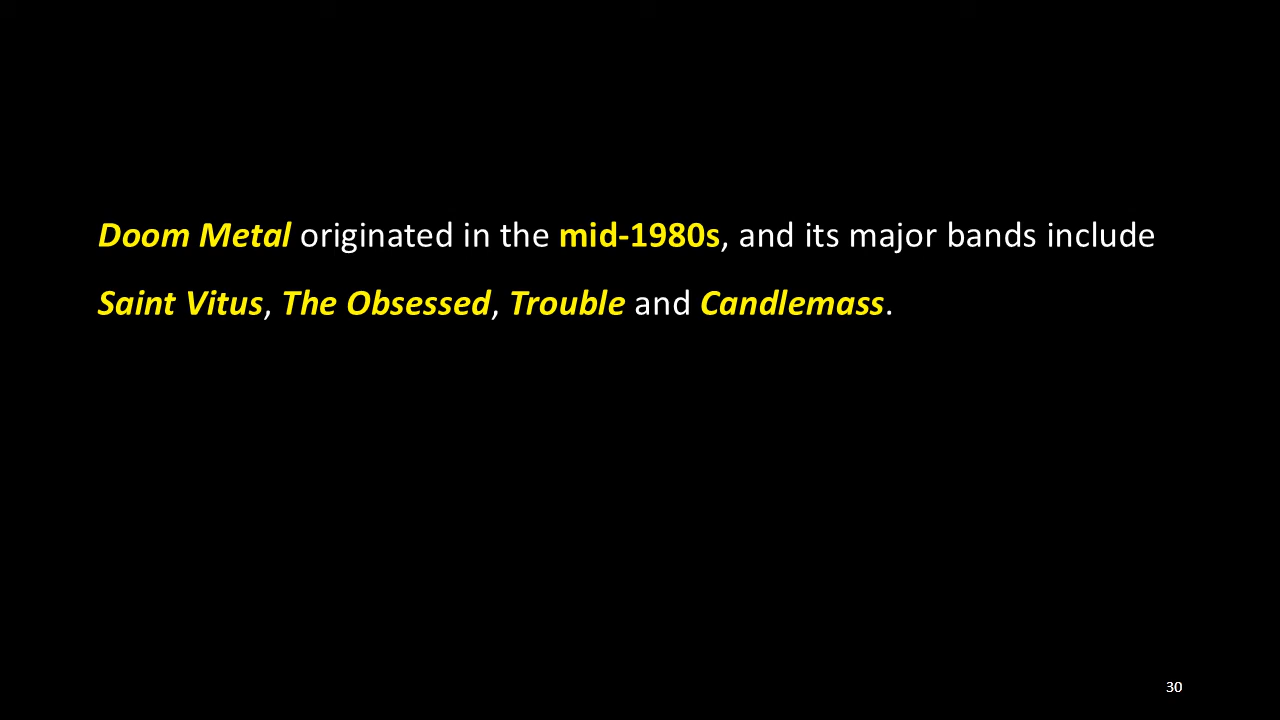 Doom Metal originated in the mid-1980s, and its major bands include
Saint Vitus, The Obsessed, Trouble and Candlemass.
30